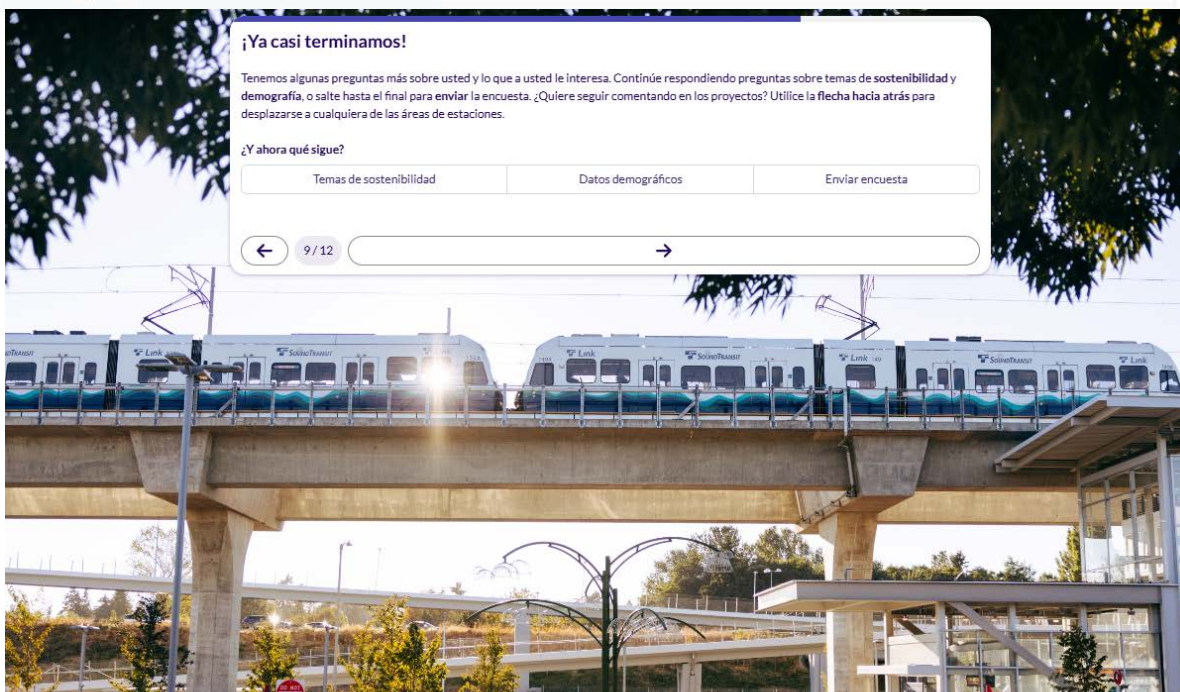 ¡Ya casi terminamos!
Tenemos algunas preguntas más sobre usted y lo que a usted le interesa. Continúe respondiendo preguntas sobre temas de sostenibilidad y
demografía, o salte hasta el final para enviar la encuesta. ¿Quiere seguir comentando en los proyectos? Utilice la flecha hacia atrás para
desplazarse a cualquiera de las áreas de estaciones.
¿Y ahora qué sigue?
Temas de sostenibilidad
Datos demográficos
Enviar encuesta
9 / 12
Link
SOUNDTRANSIT
Link
SOUNDTRANSIT
Link
SOUNDTRANSIT
Link
DO NOT